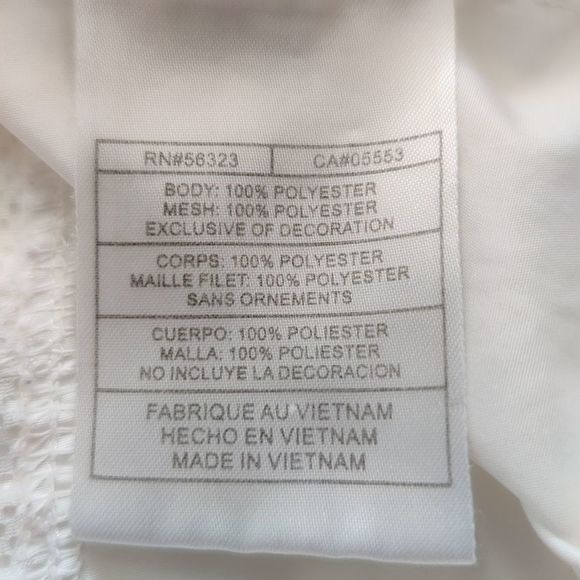 RN#56323 CA#05553
BODY: 100% POLYESTER
MESH: 100% POLYESTER
EXCLUSIVE OF DECORATION
CORPS: 100% POLYESTER
MAILLE FILET: 100% POLYESTER
SANS ORNEMENTS
CUERPO: 100% POLIESTER
MALLA: 100% POLIESTER
NO INCLUYE LA DECORACION
FABRIQUE AU VIETNAM
HECHO EN VIETNAM
MADE IN VIETNAM